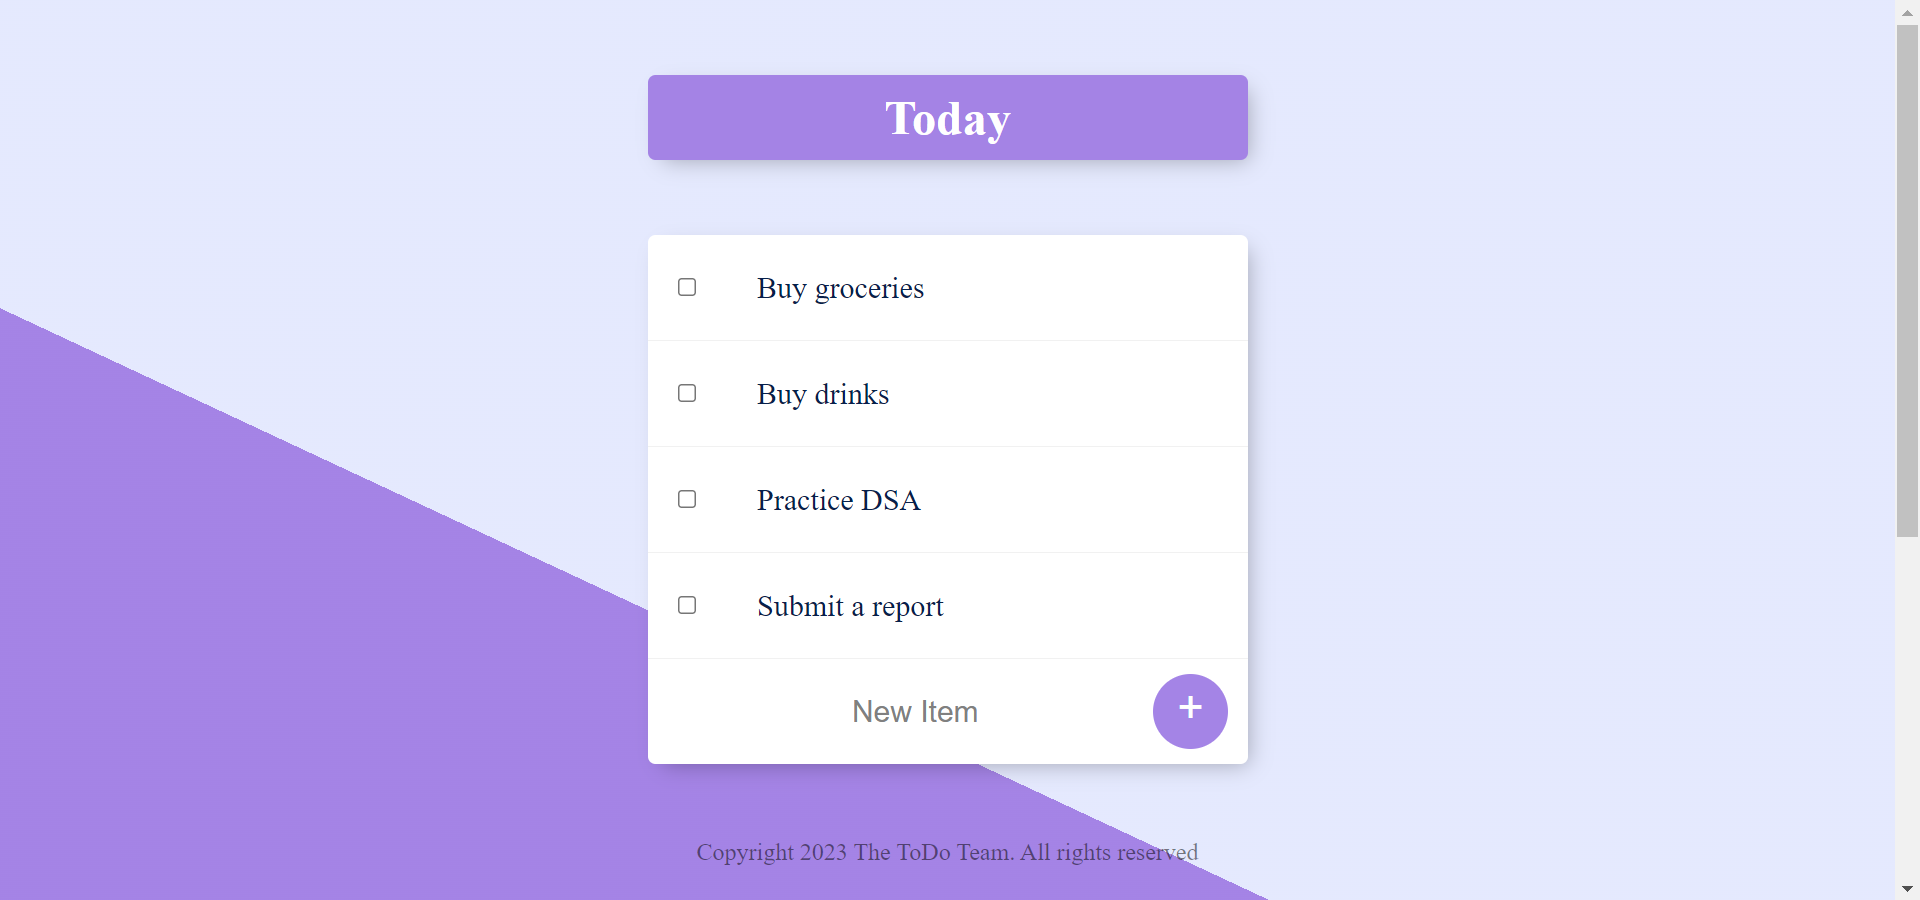 Today
Buy groceries
Buy drinks
Practice DSA
Submit a report
New Item
+
Copyright 2023 The ToDo Team. All rights reserved